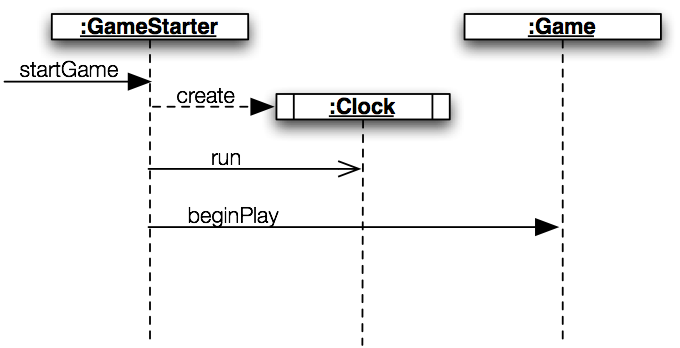 :GameStarter
:Game
startGame
create
:Clock
run
beginPlay